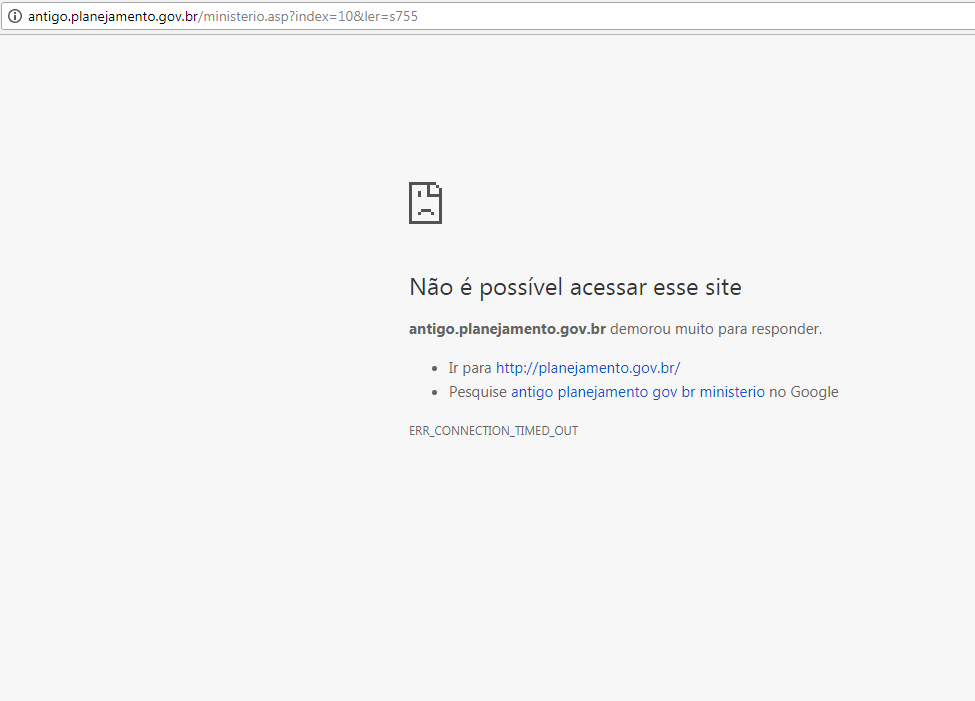 antigo.planejamento.gov.br/ministerio.asp?index=10&ler=s755
Não é possível acessar esse site
antigo.planejamento.gov.br demorou muito para responder.
Ir para http://planejamento.gov.br/
Pesquise antigo planejamento gov br ministerio no Google
ERR_CONNECTION_TIMED_OUT